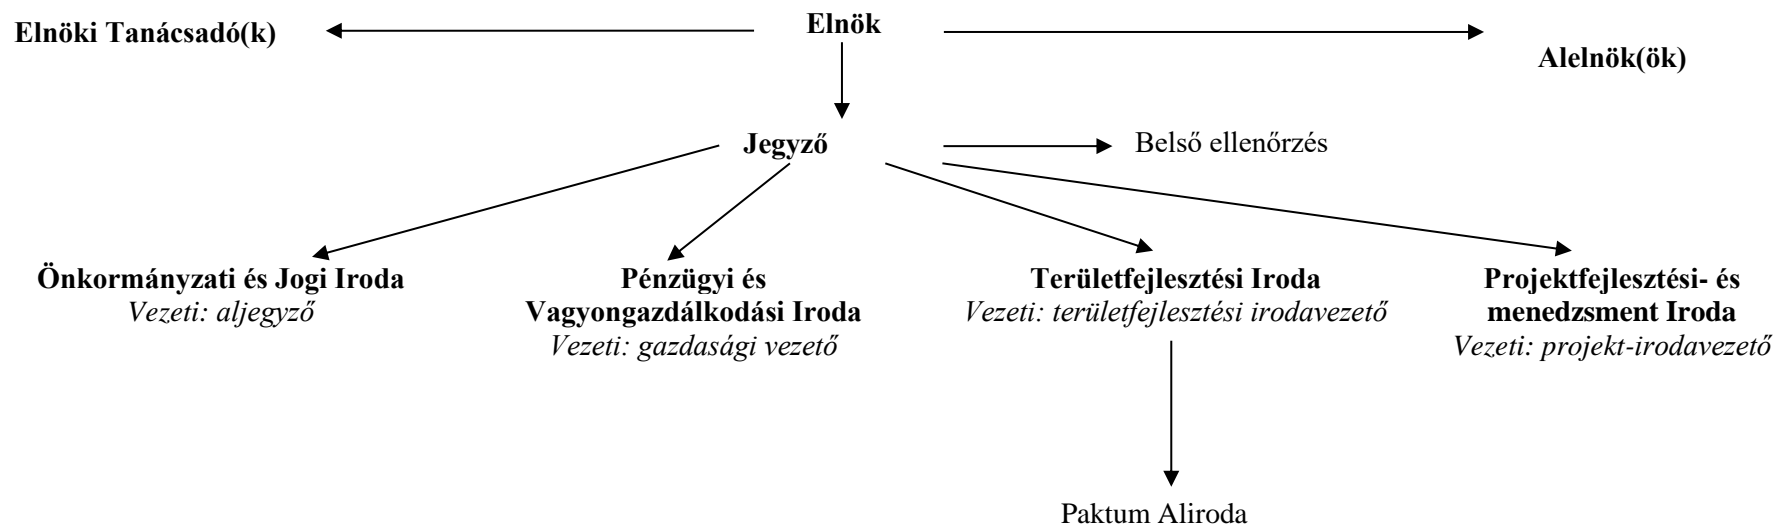 Elnöki Tanácsadó(k)
Elnök
Alelnök(ök)
Jegyző
Belső ellenőrzés
Önkormányzati és Jogi Iroda
Vezeti: aljegyző
Pénzügyi és
Vagyongazdálkodási Iroda
Vezeti: gazdasági vezető
Területfejlesztési Iroda
Vezeti: területfejlesztési irodavezető
Projektfejlesztési- és
menedzsment Iroda
Vezeti: projekt-irodavezető
Paktum Aliroda